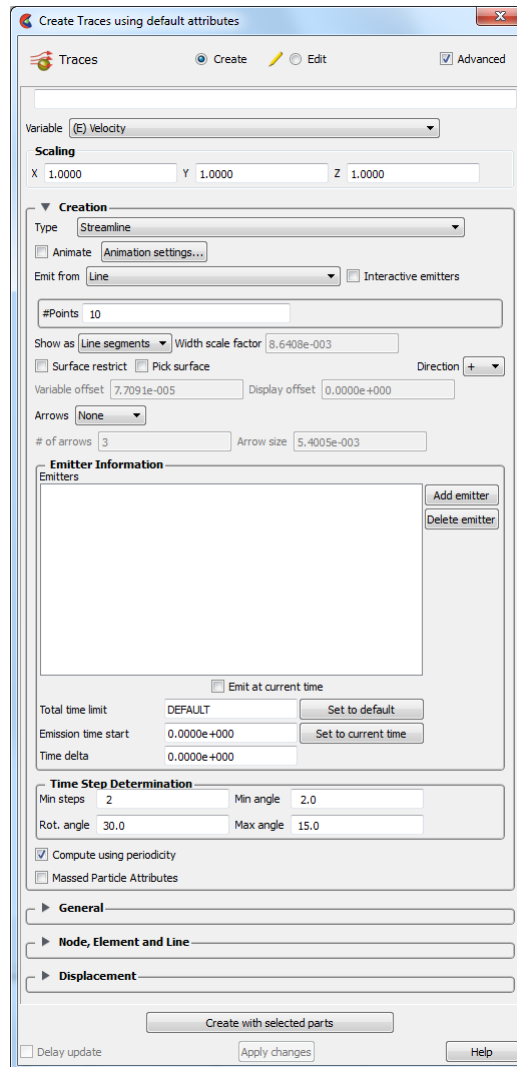 Create Traces using default attributes
Traces Create Edit Advanced
Variable (E) Velocity
Scaling
X 1.0000 Y 1.0000 Z 1.0000
Creation
Type Streamline
Animate Animation settings...
Emit from Line Interactive emitters
#Points 10
Show as Line segments Width scale factor 8.6408e-003
Surface restrict Pick surface Direction +
Variable offset 7.7091e-005 Display offset 0.0000e+000
Arrows None
# of arrows 3 Arrow size 5.4005e-003
Emitter Information
Emitters
Add emitter
Delete emitter
Emit at current time
Total time limit DEFAULT Set to default
Emission time start 0.0000e+000 Set to current time
Time delta 0.0000e+000
Time Step Determination
Min steps 2 Min angle 2.0
Rot. angle 30.0 Max angle 15.0
Compute using periodicity
Massed Particle Attributes
General
Node, Element and Line
Displacement
Create with selected parts
Delay update Apply changes Help